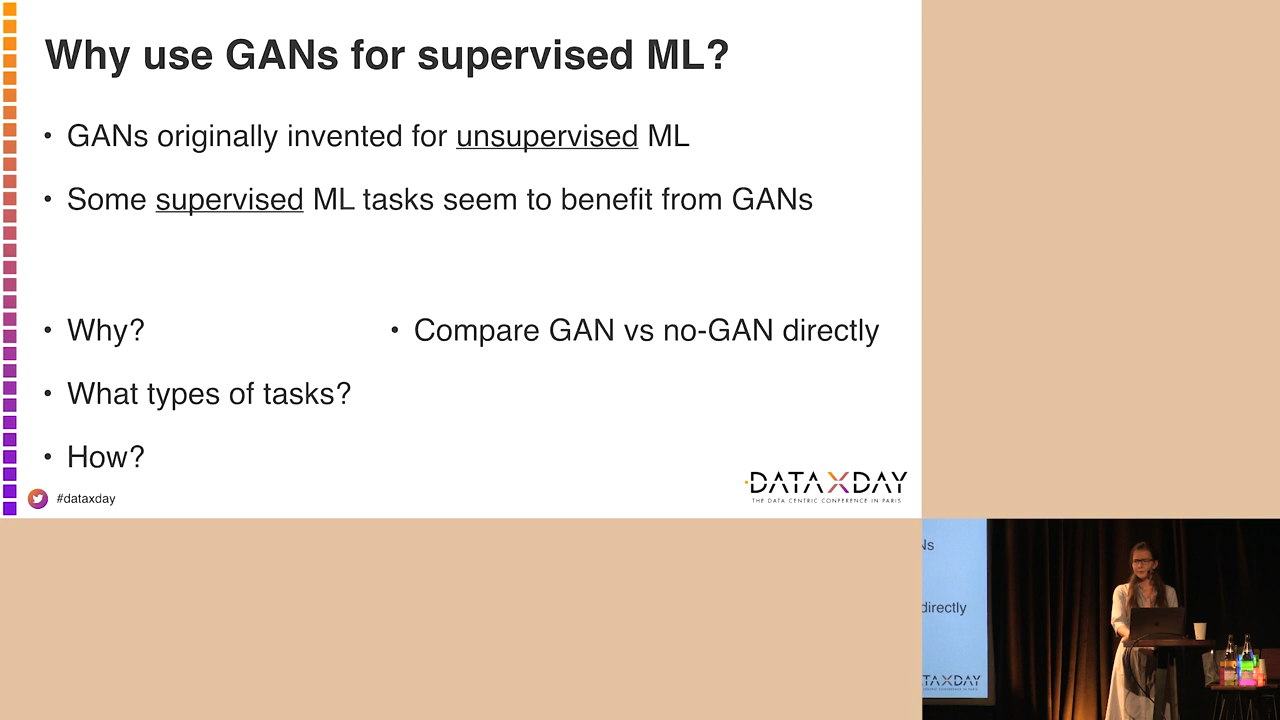 Why use GANs for supervised ML?
• GANs originally invented for unsupervised ML
• Some supervised ML tasks seem to benefit from GANs
• Why?
• Compare GAN vs no-GAN directly
• What types of tasks?
• How?
#dataxday
DATAXDAY
THE DATA CENTRIC CONFERENCE IN PARIS
Ns
directly
TAXDAY